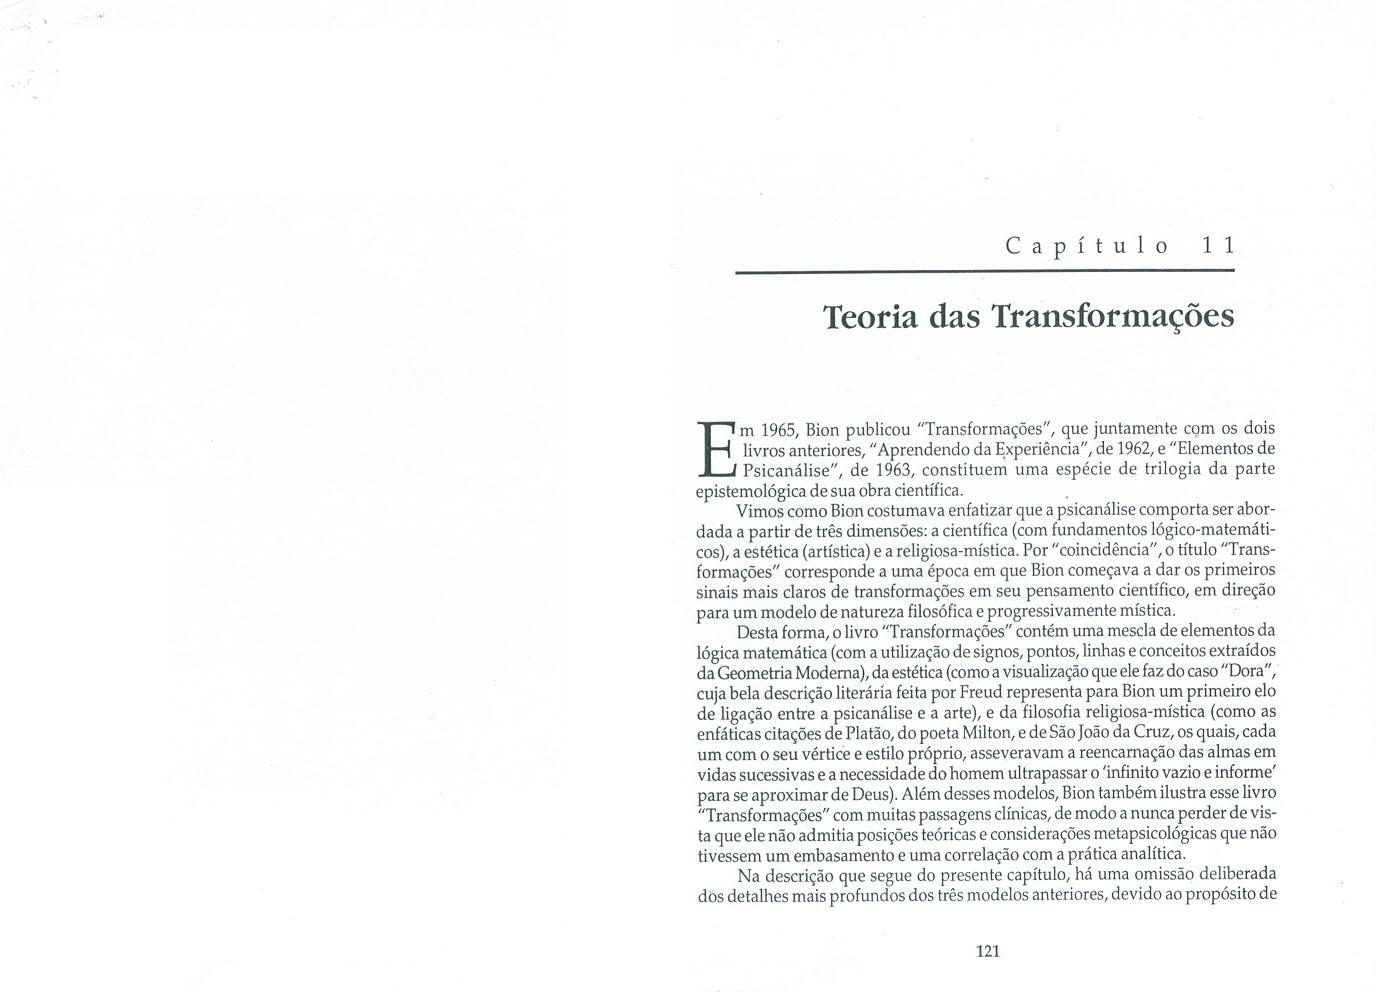 Capítulo 11
Teoria das Transformações
Em 1965, Bion publicou "Transformações", que juntamente com os dois
livros anteriores, "Aprendendo da Experiência", de 1962, e "Elementos de
Psicanálise", de 1963, constituem uma espécie de trilogia da parte
epistemológica de sua obra científica.
Vimos como Bion costumava enfatizar que a psicanálise comporta ser abor-
dada a partir de três dimensões: a científica (com fundamentos lógico-matemáti-
cos), a estética (artística) e a religiosa-mística. Por "coincidência", o título "Trans-
formações" corresponde a uma época em que Bion começava a dar os primeiros
sinais mais claros de transformações em seu pensamento científico, em direção
para um modelo de natureza filosófica e progressivamente mística.
Desta forma, o livro "Transformações" contém uma mescla de elementos da
lógica matemática (com a utilização de signos, pontos, linhas e conceitos extraídos
da Geometria Moderna), da estética (como a visualização que ele faz do caso "Dora",
cuja bela descrição literária feita por Freud representa para Bion um primeiro elo
de ligação entre a psicanálise e a arte), e da filosofia religiosa-mística (como as
enfáticas citações de Platão, do poeta Milton, e de São João da Cruz, os quais, cada
um com o seu vértice e estilo próprio, asseveravam a reencarnação das almas em
vidas sucessivas e a necessidade do homem ultrapassar o 'infinito vazio e informe'
para se aproximar de Deus). Além desses modelos, Bion também ilustra esse livro
"Transformações" com muitas passagens clínicas, de modo a nunca perder de vis-
ta que ele não admitia posições teóricas e considerações metapsicológicas que não
tivessem um embasamento e uma correlação com a prática analítica.
Na descrição que segue do presente capítulo, há uma omissão deliberada
dos detalhes mais profundos dos três modelos anteriores, devido ao propósito de
121